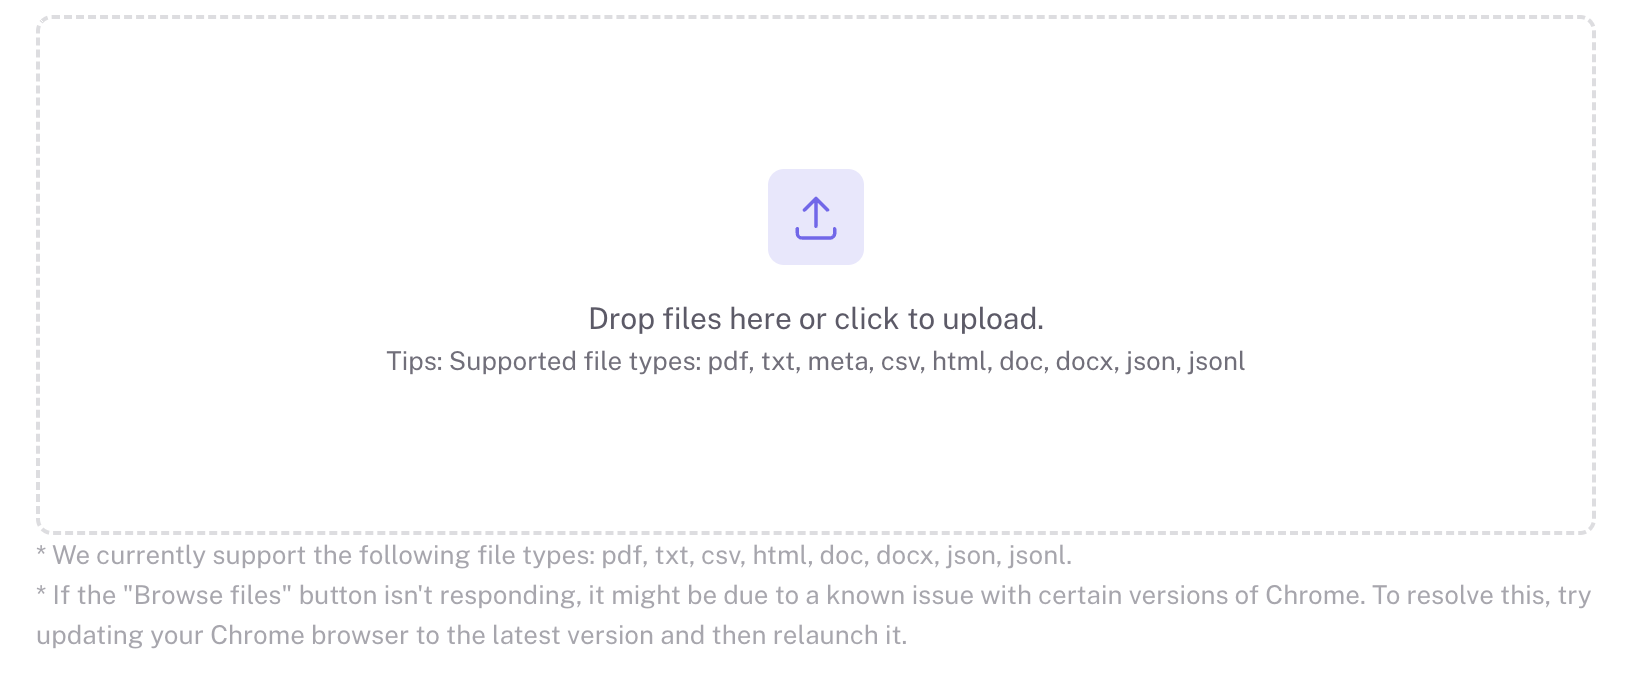 Drop files here or click to upload.
Tips: Supported file types: pdf, txt, meta, csv, html, doc, docx, json, jsonl
* We currently support the following file types: pdf, txt, csv, html, doc, docx, json, jsonl.
* If the "Browse files" button isn't responding, it might be due to a known issue with certain versions of Chrome. To resolve this, try
updating your Chrome browser to the latest version and then relaunch it.